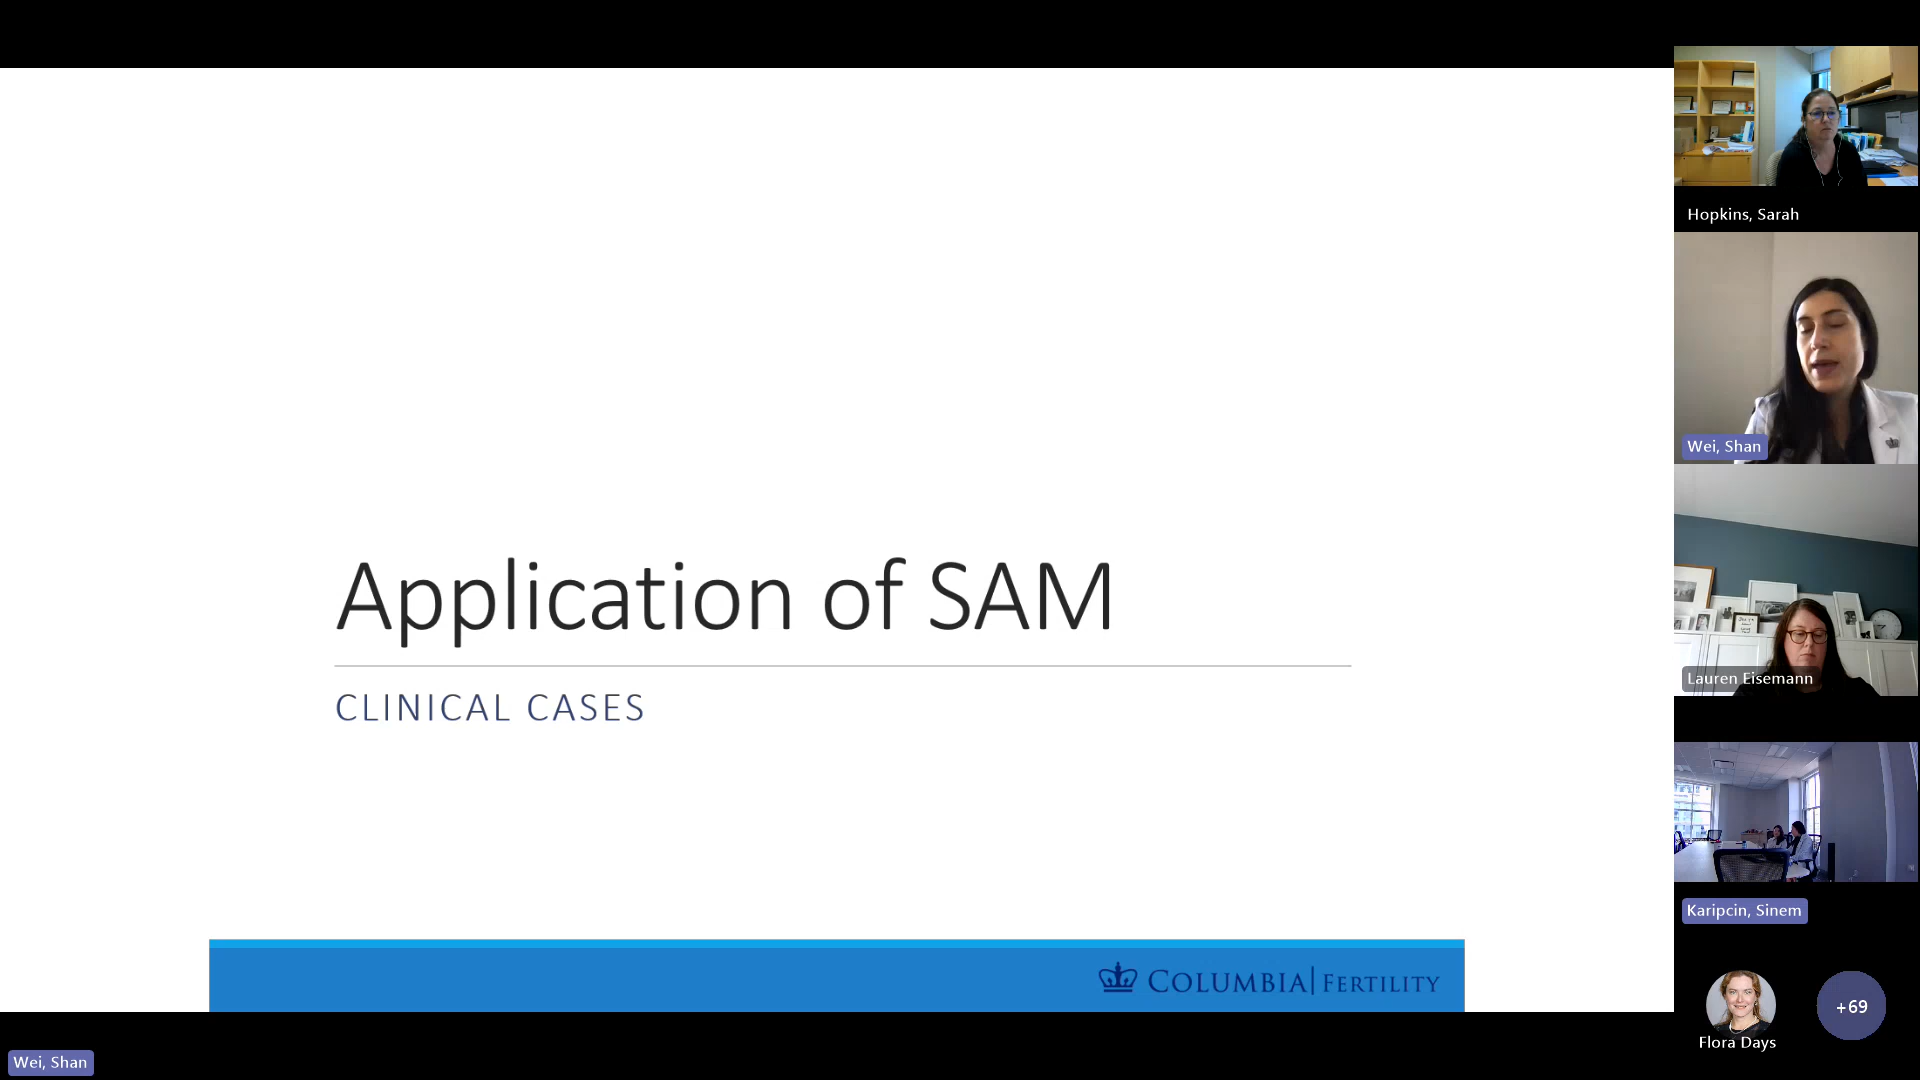 Application of SAM
CLINICAL CASES
COLUMBIA | FERTILITY
Hopkins, Sarah
Wei, Shan
Lauren Eisemann
Karipcin, Sinem
Flora Days
+69
Wei, Shan